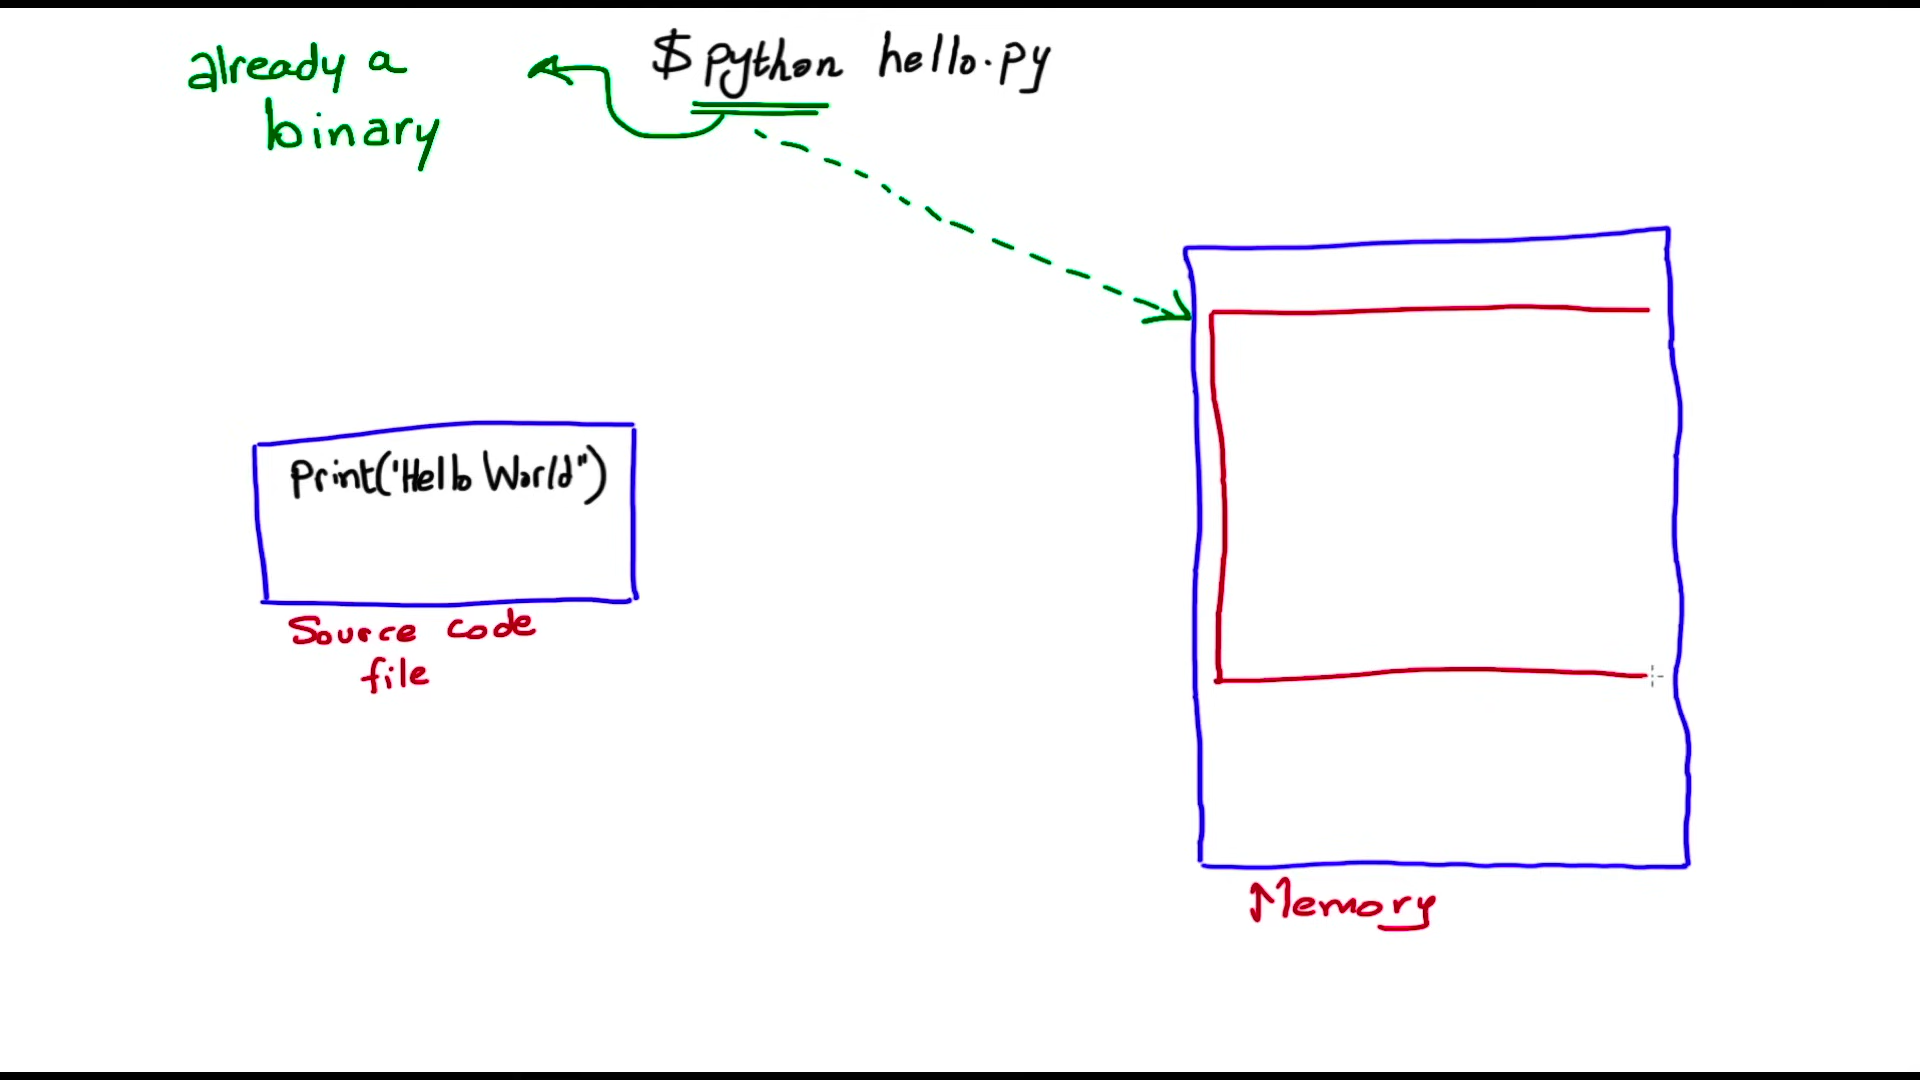 already a
binary
$ python hello.py
Print('Hello World")
Source code
file
Memory